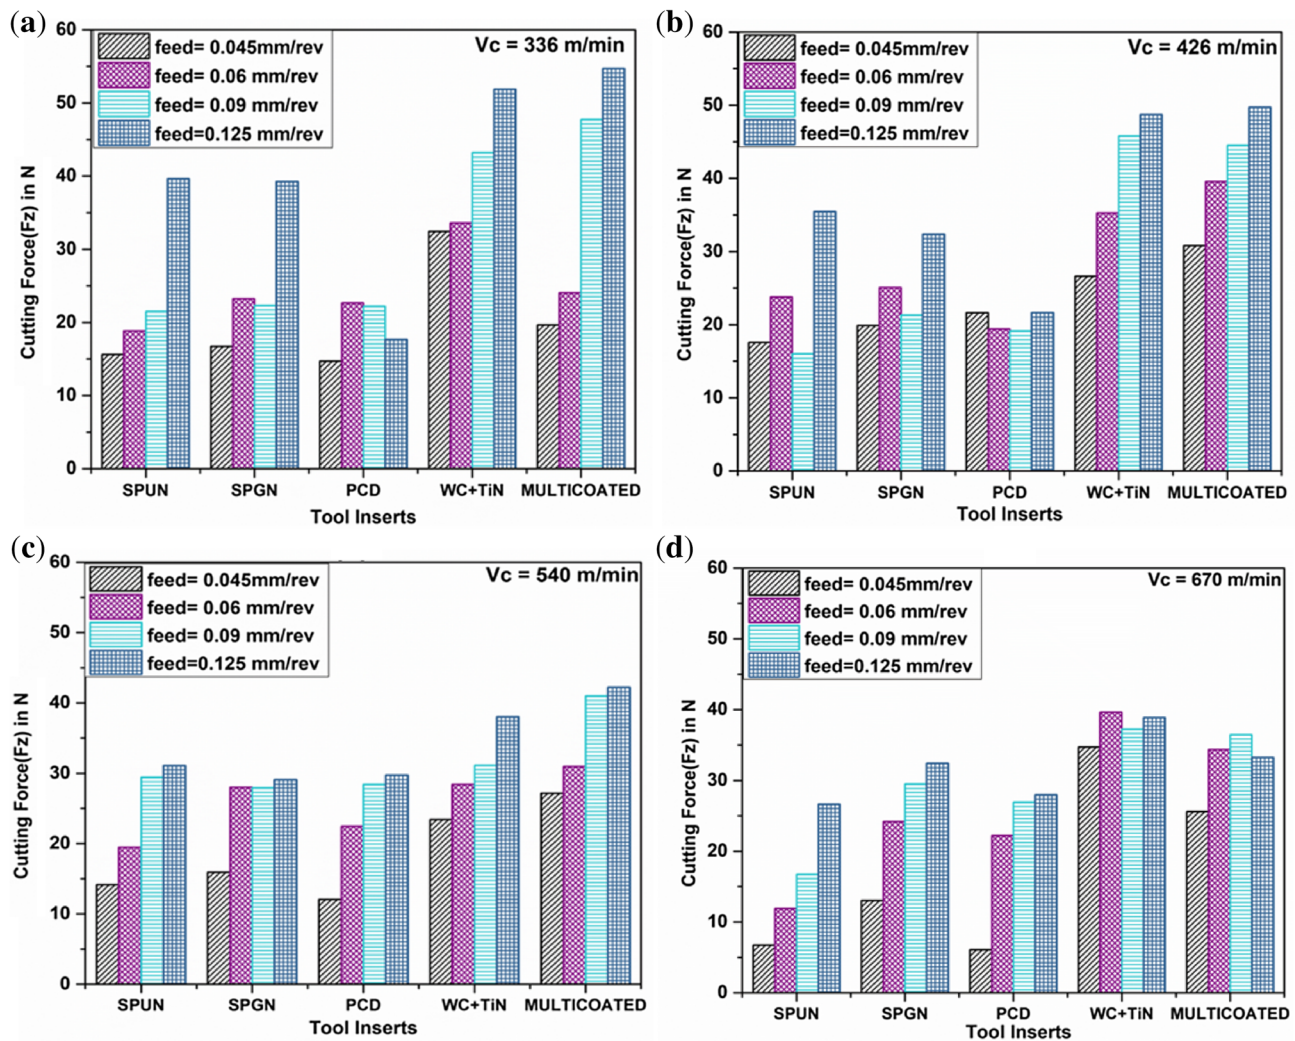 (a)
60
50
40
30
20
10
0
Cutting Force(Fz) in N
feed= 0.045mm/rev
feed= 0.06 mm/rev
feed= 0.09 mm/rev
feed=0.125 mm/rev
Vc = 336 m/min
SPUN SPGN PCD WC+TiN MULTICOATED
Tool Inserts
(b)
60
50
40
30
20
10
0
Cutting Force(Fz) in N
feed= 0.045mm/rev
feed= 0.06 mm/rev
feed= 0.09 mm/rev
feed=0.125 mm/rev
Vc = 426 m/min
SPUN SPGN PCD WC+TiN MULTICOATED
Tool Inserts
(c)
60
50
40
30
20
10
0
Cutting Force(Fz) in N
feed= 0.045mm/rev
feed= 0.06 mm/rev
feed= 0.09 mm/rev
feed=0.125 mm/rev
Vc = 540 m/min
SPUN SPGN PCD WC+TiN MULTICOATED
Tool Inserts
(d)
60
50
40
30
20
10
0
Cutting Force(Fz) in N
feed= 0.045mm/rev
feed= 0.06 mm/rev
feed= 0.09 mm/rev
feed=0.125 mm/rev
Vc = 670 m/min
SPUN SPGN PCD WC+TiN MULTICOATED
Tool Inserts